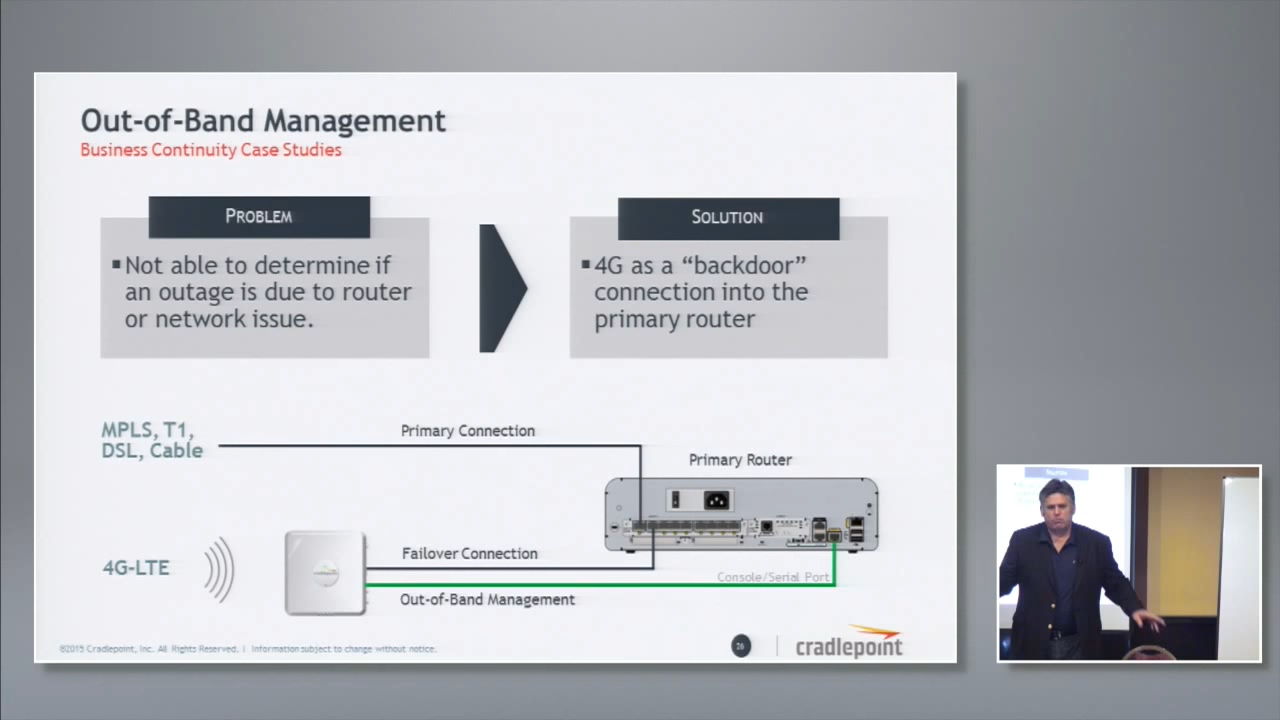 Out-of-Band Management
Business Continuity Case Studies
PROBLEM
▪ Not able to determine if
an outage is due to router
or network issue.
SOLUTION
▪ 4G as a “backdoor”
connection into the
primary router
MPLS, T1,
DSL, Cable
Primary Connection
Primary Router
4G-LTE
Failover Connection
Console/Serial Port
Out-of-Band Management
©2015 Cradlepoint, Inc. All Rights Reserved. | Information subject to change without notice.
26
cradlepoint